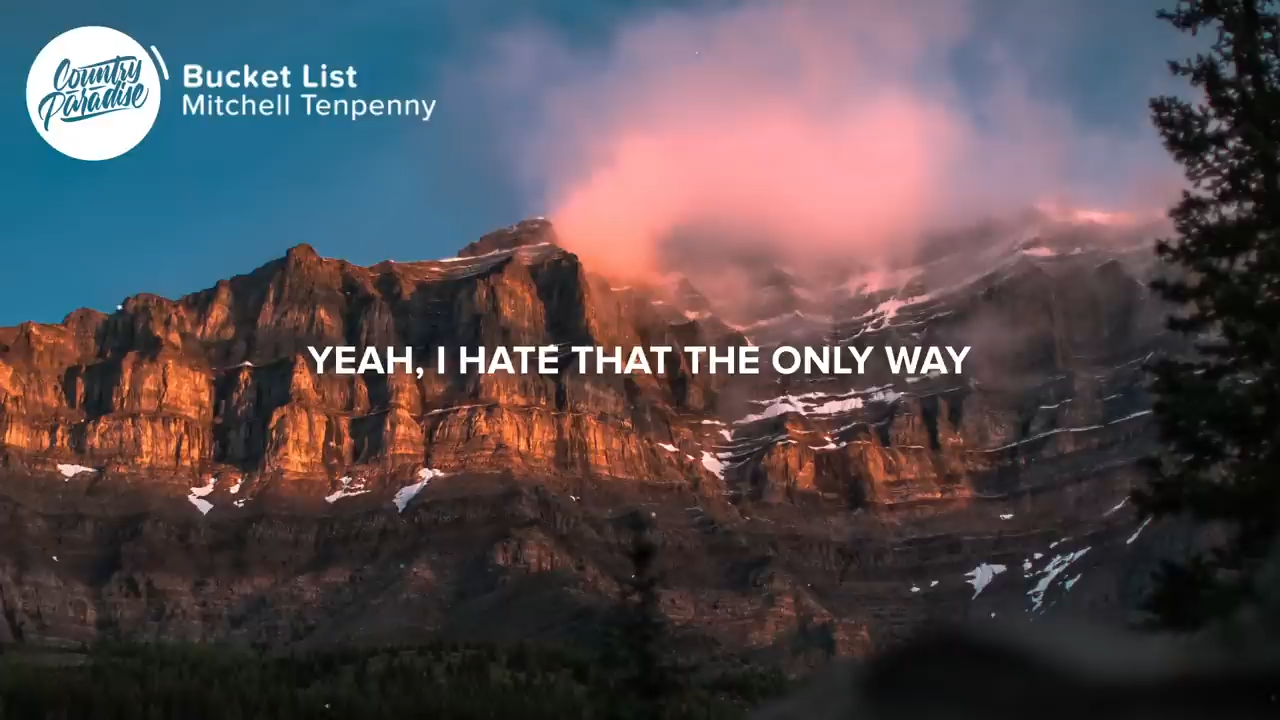 Country
Paradise
Bucket List
Mitchell Tenpenny
YEAH, I HATE THAT THE ONLY WAY